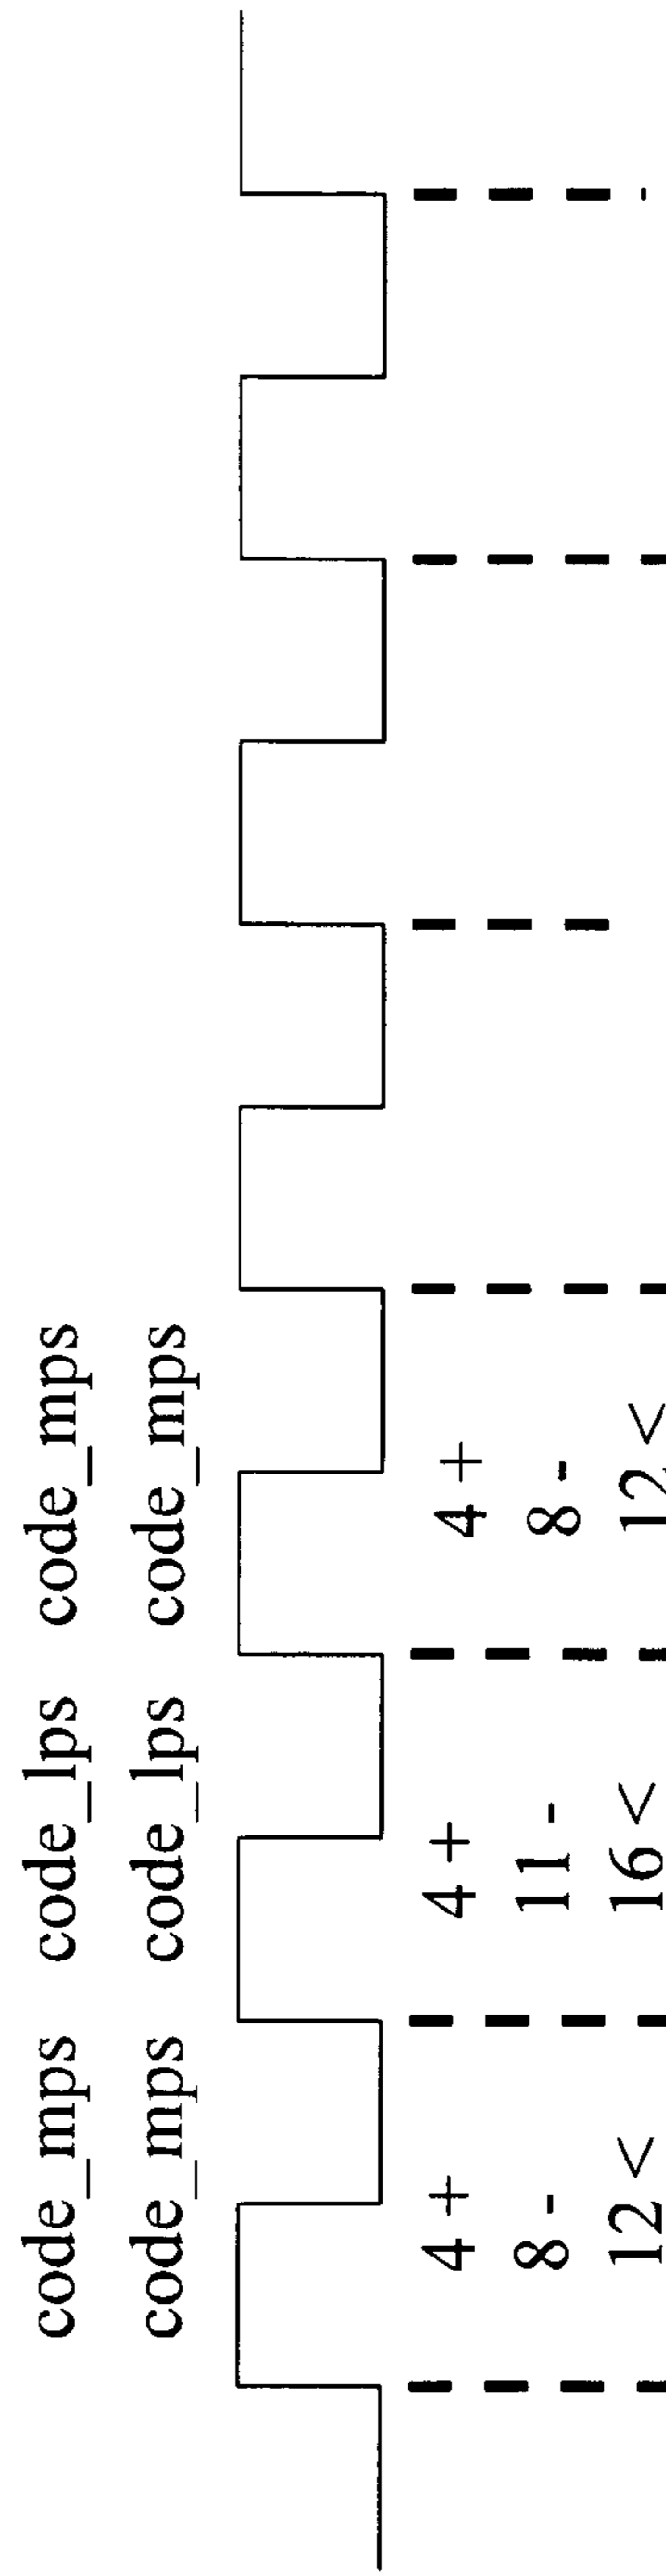 code_mps code_lps code_mps
code_mps code_lps code_mps
4 + 4 + 4 +
8 - 11 - 8 -
12 < 16 < 12 <